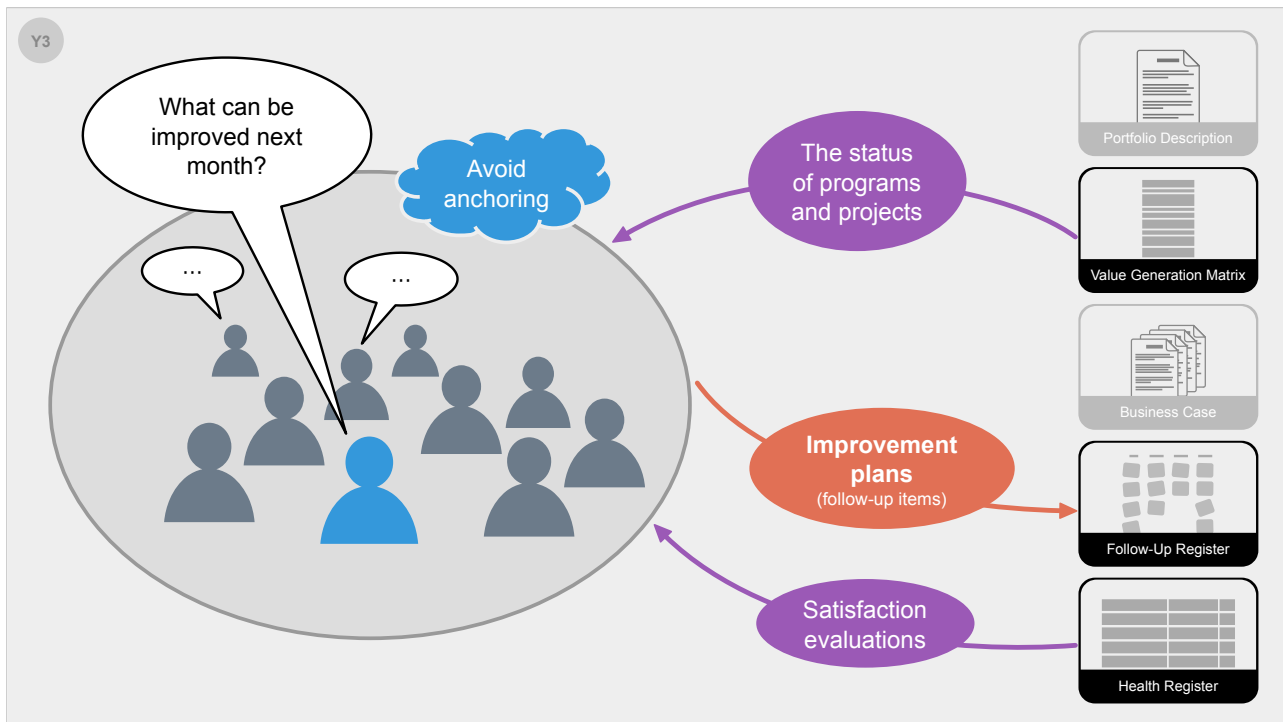 Y3
What can be
improved next
month?
Avoid
anchoring
...
...
The status
of programs
and projects
Improvement
plans
(follow-up items)
Satisfaction
evaluations
Portfolio Description
Value Generation Matrix
Business Case
Follow-Up Register
Health Register